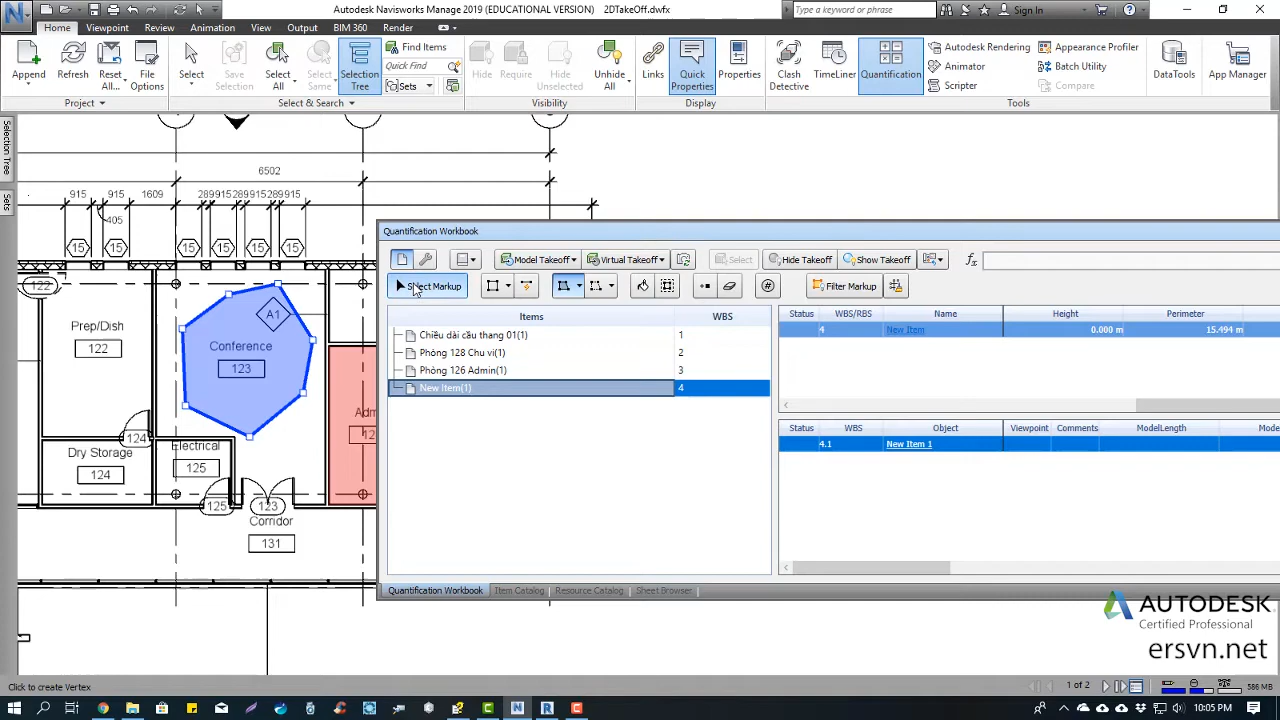 Autodesk Navisworks Manage 2019 (EDUCATIONAL VERSION) 2DTakeOff.dwfx
Type a keyword or phrase
Sign In
Home Viewpoint Review Animation View Output BIM 360 Render
Append
Refresh
Reset All...
File Options
Project
Select
Save Selection
Select All
Select Same
Selection Tree
Find Items
Quick Find
Sets
Select & Search
Hide
Require
Hide Unselected
Unhide All
Visibility
Links
Quick Properties
Properties
Display
Clash Detective
TimeLiner
Quantification
Autodesk Rendering
Animator
Scripter
Appearance Profiler
Batch Utility
Compare
Tools
DataTools
App Manager
Selection Tree
Sets
6502
915 915 1609 289915289915289915
405
15 15 15 15 15 15
122
A1
Prep/Dish
122
Conference
123
124
Dry Storage
124
Electrical
125
125
123
Corridor
131
Quantification Workbook
Model Takeoff Virtual Takeoff Select Hide Takeoff Show Takeoff fx
Select Markup Filter Markup
Items WBS
Chiều dài cầu thang 01(1) 1
Phòng 128 Chu vi(1) 2
Phòng 126 Admin(1) 3
New Item(1) 4
Status WBS/RBS Name Height Perimeter
4 New Item 0.000 m 15.494 m
Status WBS Object Viewpoint Comments ModelLength
4.1 New Item 1
Quantification Workbook Item Catalog Resource Catalog Sheet Browser
AUTODESK
Certified Professional
ersvn.net
Click to create Vertex
1 of 2
586 MB
10:05 PM